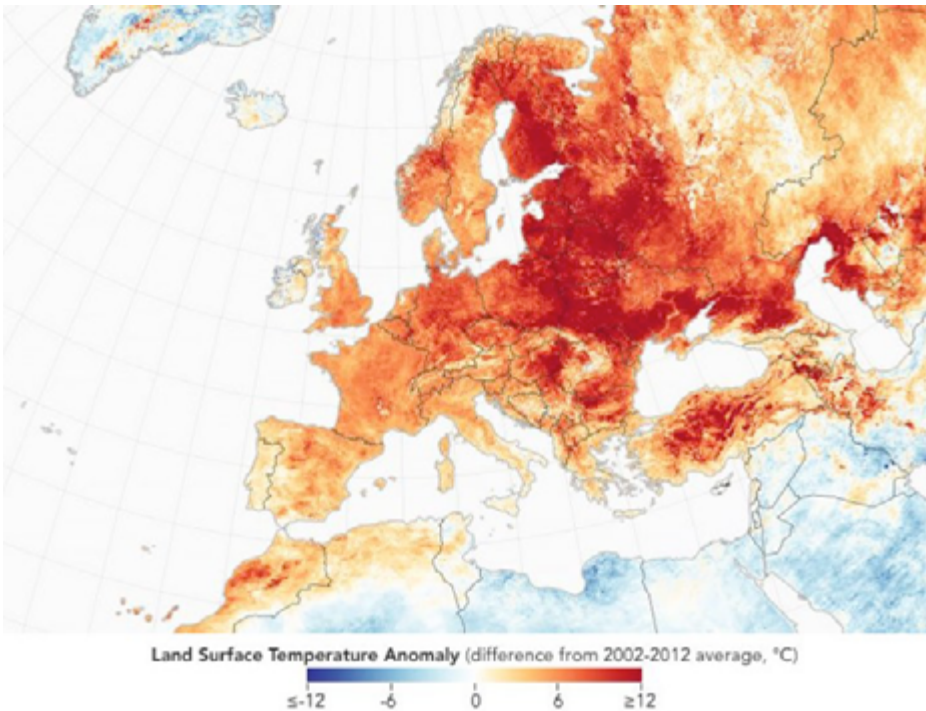 Land Surface Temperature Anomaly (difference from 2002-2012 average, °C)
≤-12 -6 0 6 ≥12